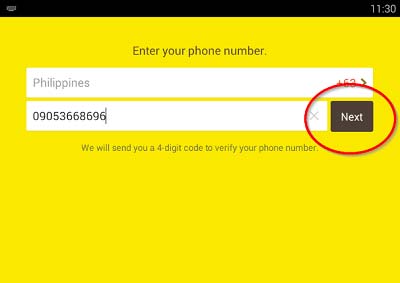 11:30
Enter your phone number.
Philippines +63 >
09053668696 × Next
We will send you a 4-digit code to verify your phone number.